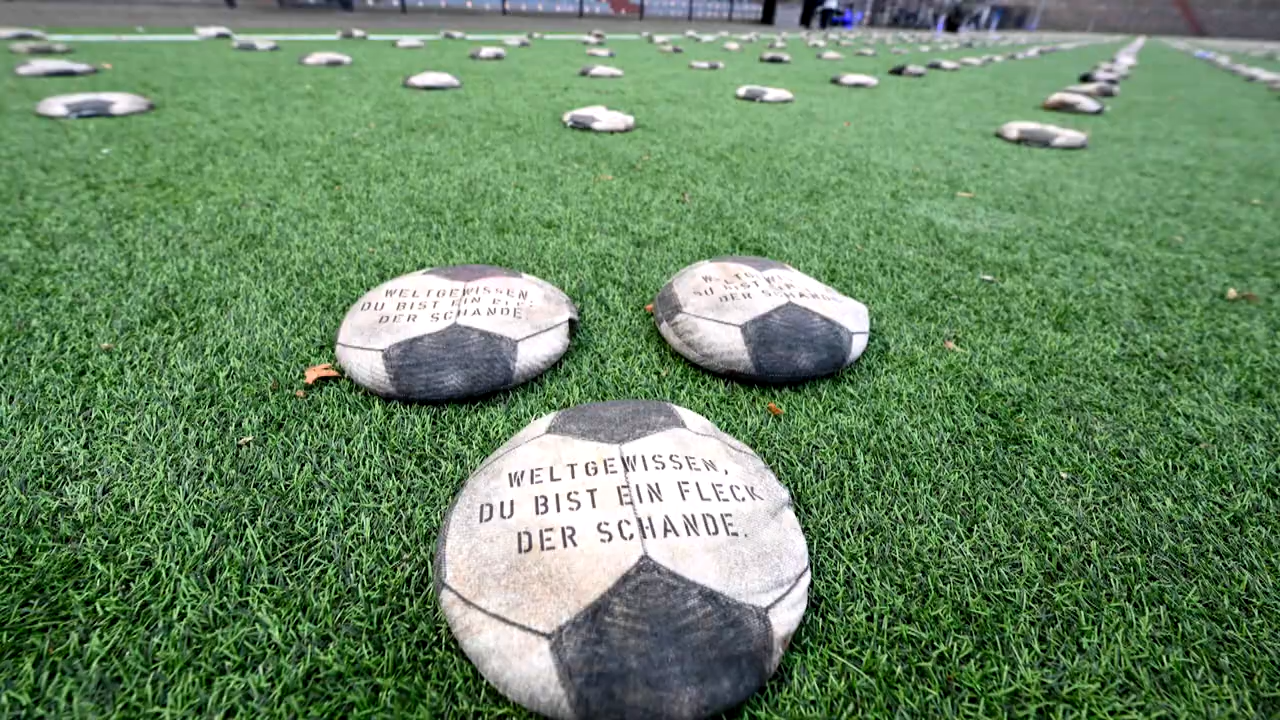 WELTGEWISSEN,
DU BIST EIN
DER SCHANDE
DER SCHANDE
WELTGEWISSEN,
DU BIST EIN FLECK
DER SCHANDE.